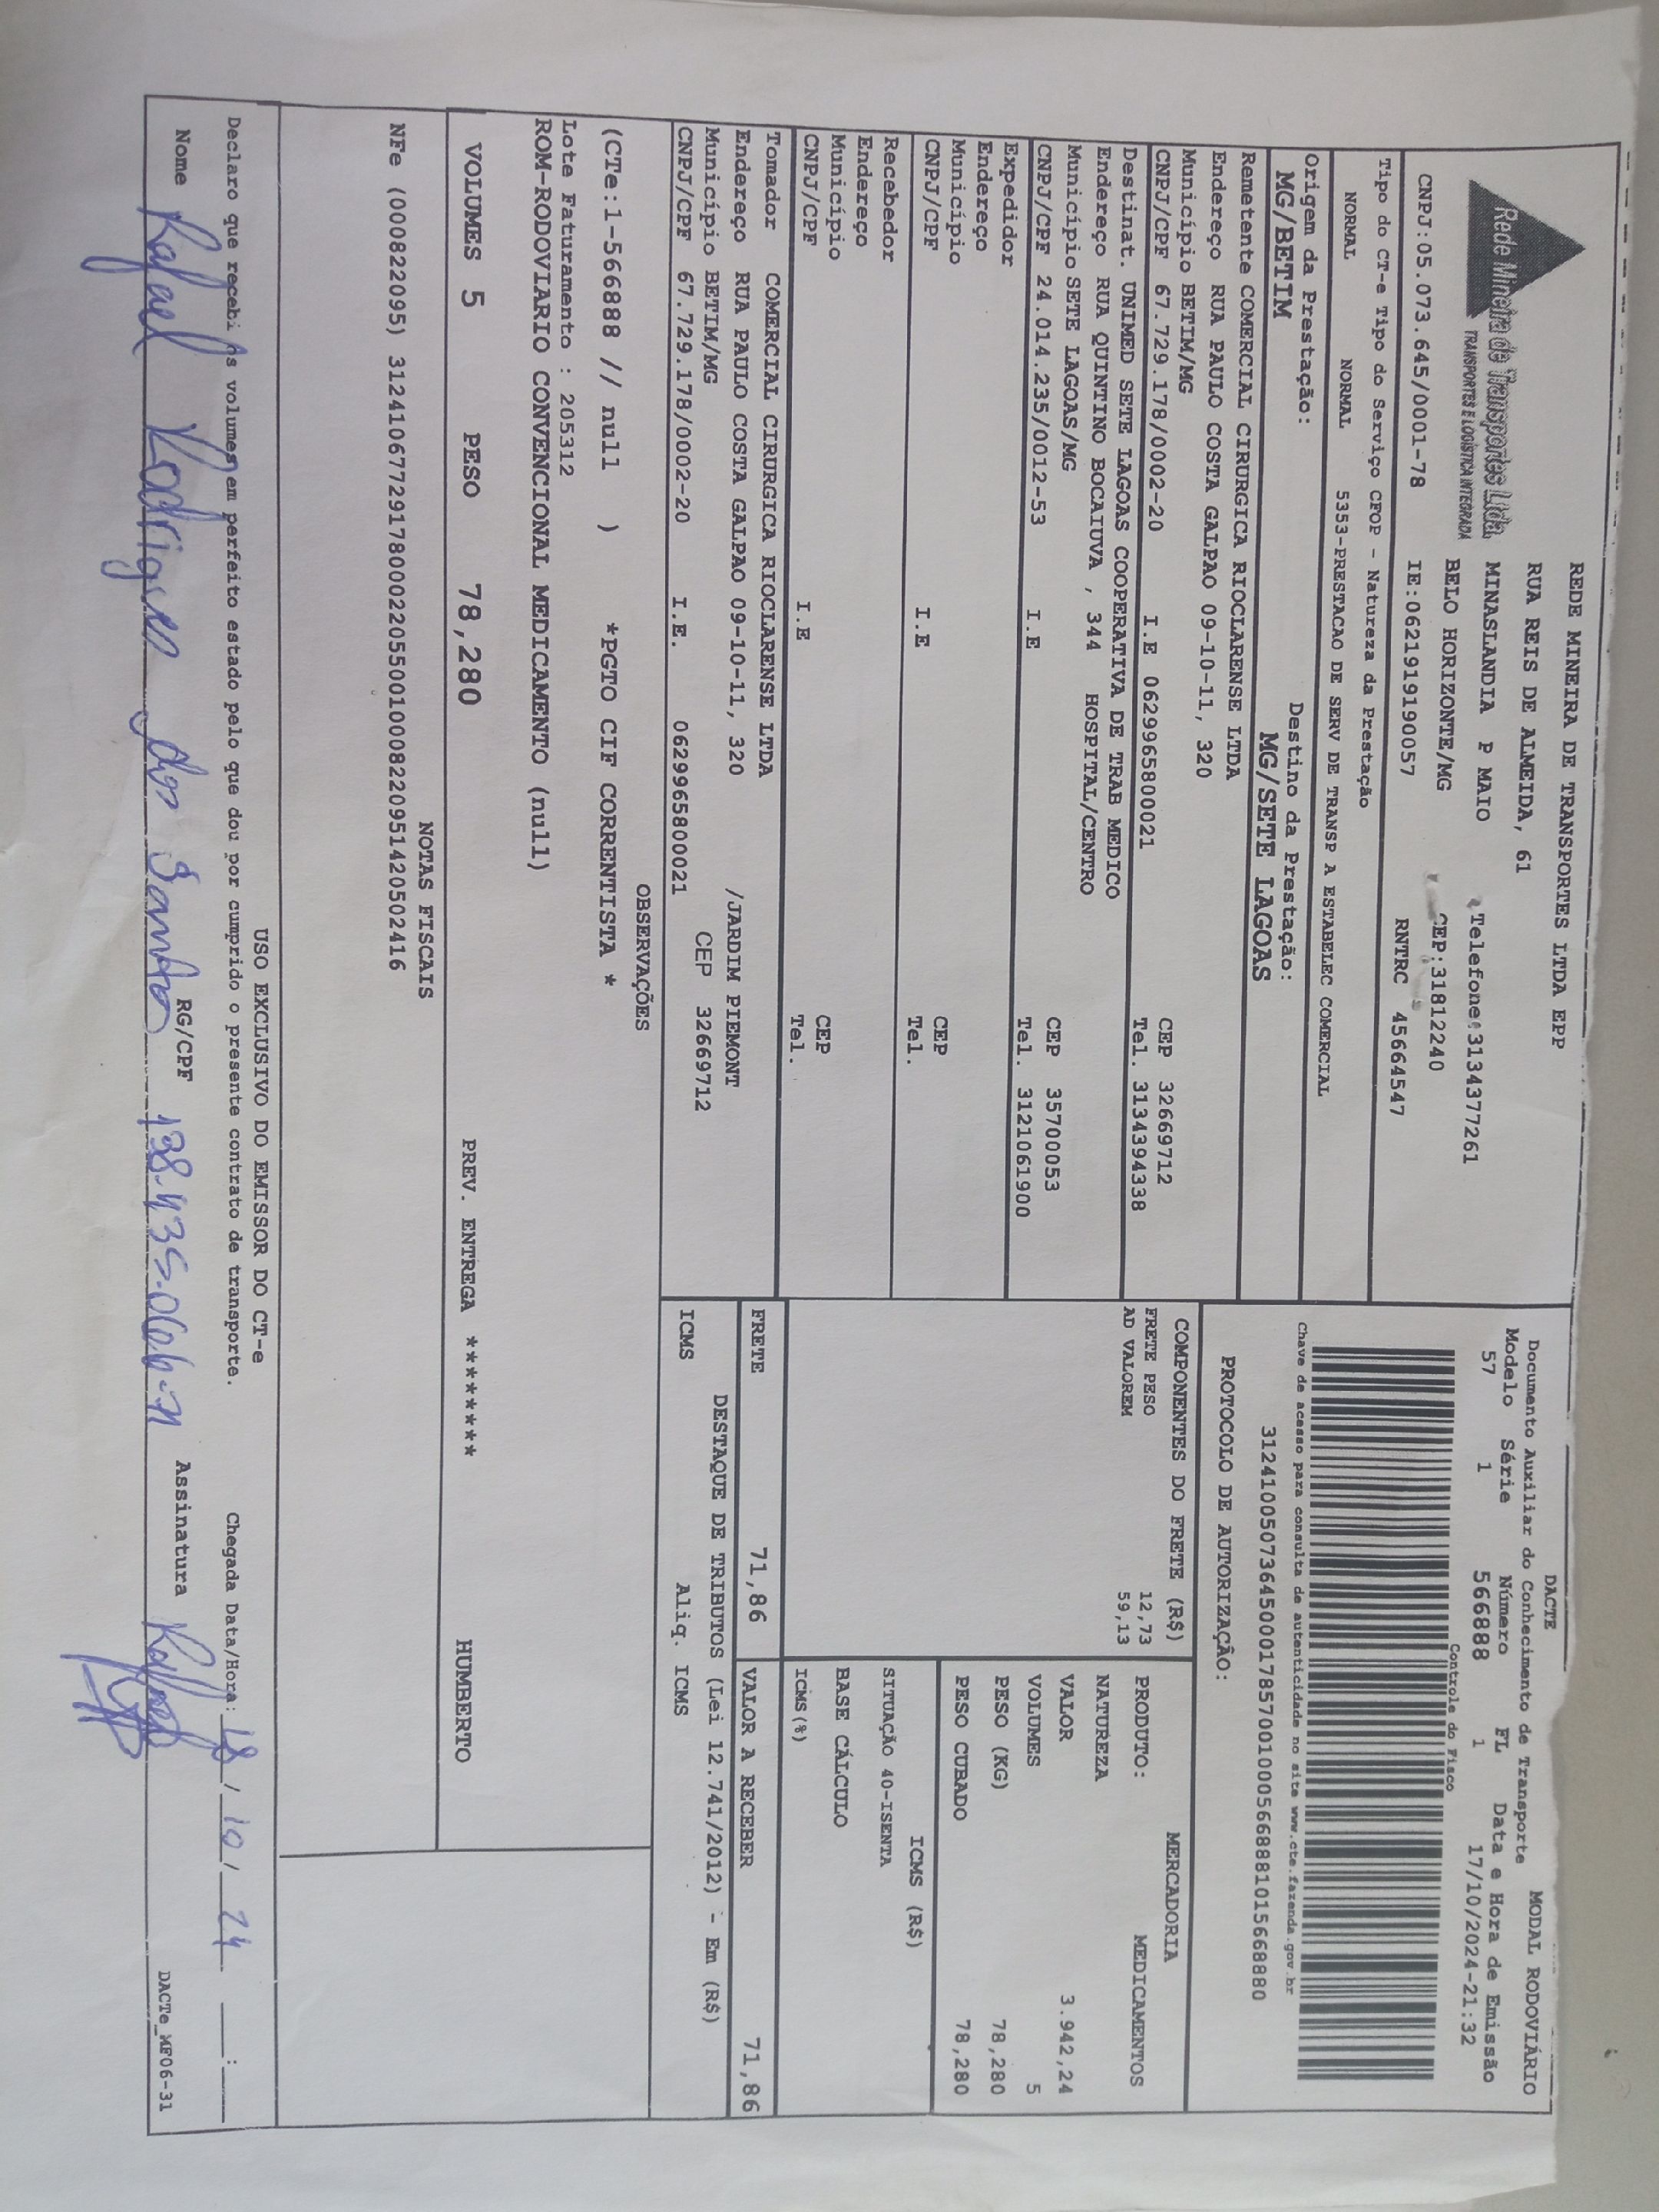 Rede Mineira de Transportes Ltda.
TRANSPORTES E LOGÍSTICA INTEGRADA
REDE MINEIRA DE TRANSPORTES LTDA EPP
RUA REIS DE ALMEIDA, 61
MINASLANDIA P MAIO Telefone:3134377261
BELO HORIZONTE/MG CEP:31812240
CNPJ:05.073.645/0001-78 IE:0621919190057 RNTRC 45664547
Tipo do CT-e Tipo do Serviço CFOP - Natureza da Prestação
NORMAL NORMAL 5353-PRESTACAO DE SERV DE TRANSP A ESTABELEC COMERCIAL
Origem da Prestação: Destino da Prestação:
MG/BETIM MG/SETE LAGOAS
Remetente COMERCIAL CIRURGICA RIOCLARENSE LTDA
Endereço RUA PAULO COSTA GALPAO 09-10-11, 320
Município BETIM/MG CEP 32669712
CNPJ/CPF 67.729.178/0002-20 I.E 0629965800021 Tel. 3134394338
Destinat. UNIMED SETE LAGOAS COOPERATIVA DE TRAB MEDICO
Endereço RUA QUINTINO BOCAIUVA , 344 HOSPITAL/CENTRO
Município SETE LAGOAS/MG CEP 35700053
CNPJ/CPF 24.014.235/0012-53 I.E Tel. 3121061900
Expedidor
Endereço
Município CEP
CNPJ/CPF I.E Tel.
Recebedor
Endereço
Município CEP
CNPJ/CPF I.E Tel.
Tomador COMERCIAL CIRURGICA RIOCLARENSE LTDA
Endereço RUA PAULO COSTA GALPAO 09-10-11, 320 /JARDIM PIEMONT
Município BETIM/MG CEP 32669712
CNPJ/CPF 67.729.178/0002-20 I.E. 0629965800021
DACTE MODAL RODOVIÁRIO
Documento Auxiliar do Conhecimento de Transporte
Modelo Série Número FL Data e Hora de Emissão
57 1 566888 1 17/10/2024-21:32
Controle do Fisco
Chave de acesso para consulta de autenticidade no site www.cte.fazenda.gov.br
31241005073645000178570010005668881015668880
PROTOCOLO DE AUTORIZAÇÃO:
COMPONENTES DO FRETE (R$)
FRETE PESO 12,73
AD VALOREM 59,13
MERCADORIA
PRODUTO: MEDICAMENTOS
NATUREZA
VALOR 3.942,24
VOLUMES 5
PESO (KG) 78,280
PESO CUBADO 78,280
ICMS (R$)
SITUAÇÃO 40-ISENTA
BASE CÁLCULO
ICMS(%)
FRETE 71,86 VALOR A RECEBER 71,86
DESTAQUE DE TRIBUTOS (Lei 12.741/2012) - Em (R$)
ICMS Aliq. ICMS
OBSERVAÇÕES
(CTe:1-566888 // null ) *PGTO CIF CORRENTISTA *
Lote Faturamento : 205312
ROM-RODOVIARIO CONVENCIONAL MEDICAMENTO (null)
VOLUMES 5 PESO 78,280 PREV. ENTREGA ******** HUMBERTO
NOTAS FISCAIS
NFe (000822095) 31241067729178000220550010008220951420502416
USO EXCLUSIVO DO EMISSOR DO CT-e
Declaro que recebi os volumes em perfeito estado pelo que dou por cumprido o presente contrato de transporte. Chegada Data/Hora: 18 / 10 / 24 ___:___
Nome Rafael Rodrigues dos Santos RG/CPF 138.435.066-71 Assinatura
DACTe_MF06-31